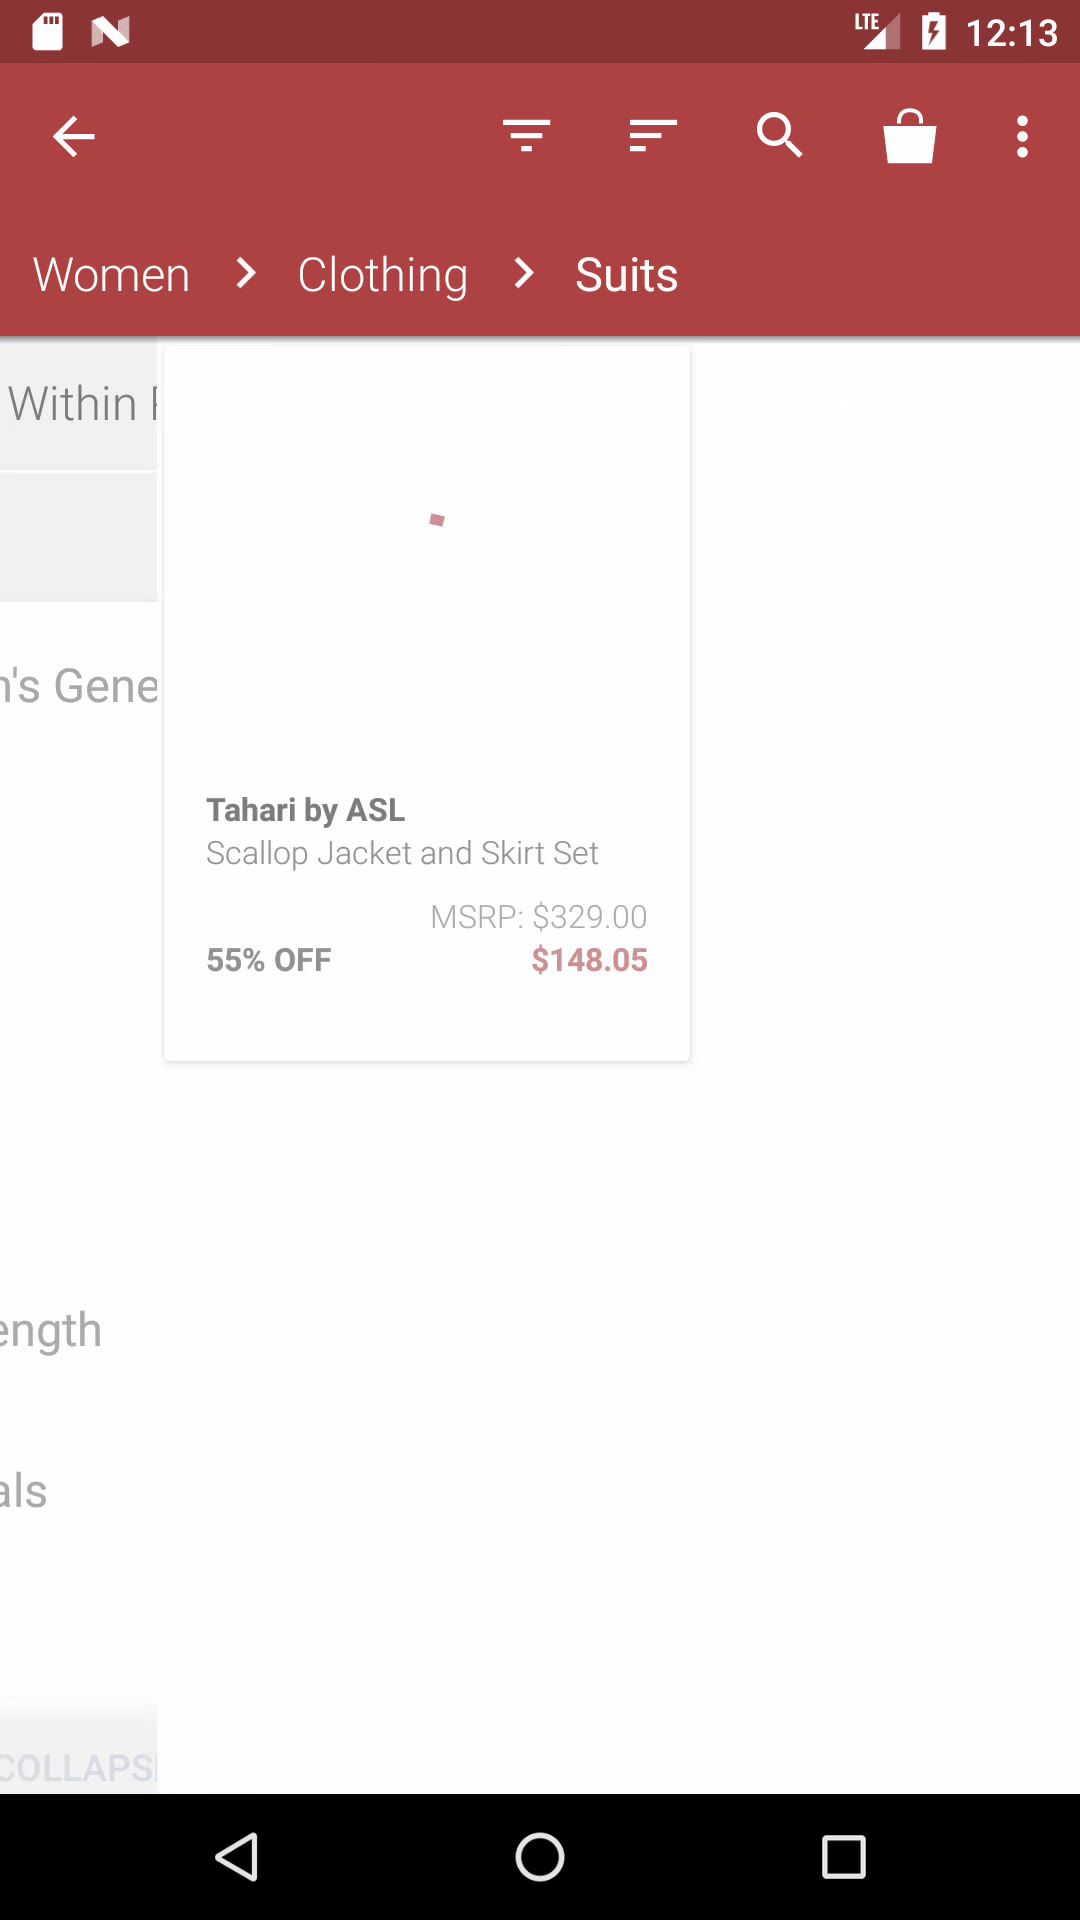 LTE 12:13
Women Clothing Suits
Within
n's Gene
Tahari by ASL
Scallop Jacket and Skirt Set
MSRP: $329.00
55% OFF $148.05
ength
als
COLLAPS